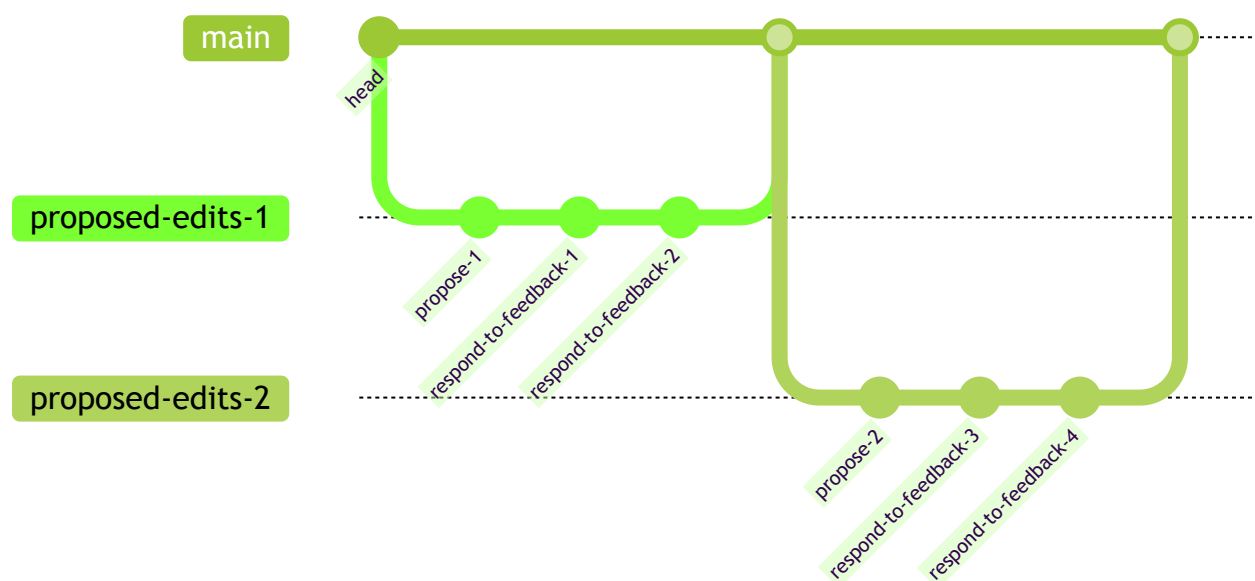 main
head
proposed-edits-1
propose-1
respond-to-feedback-1
respond-to-feedback-2
proposed-edits-2
propose-2
respond-to-feedback-3
respond-to-feedback-4